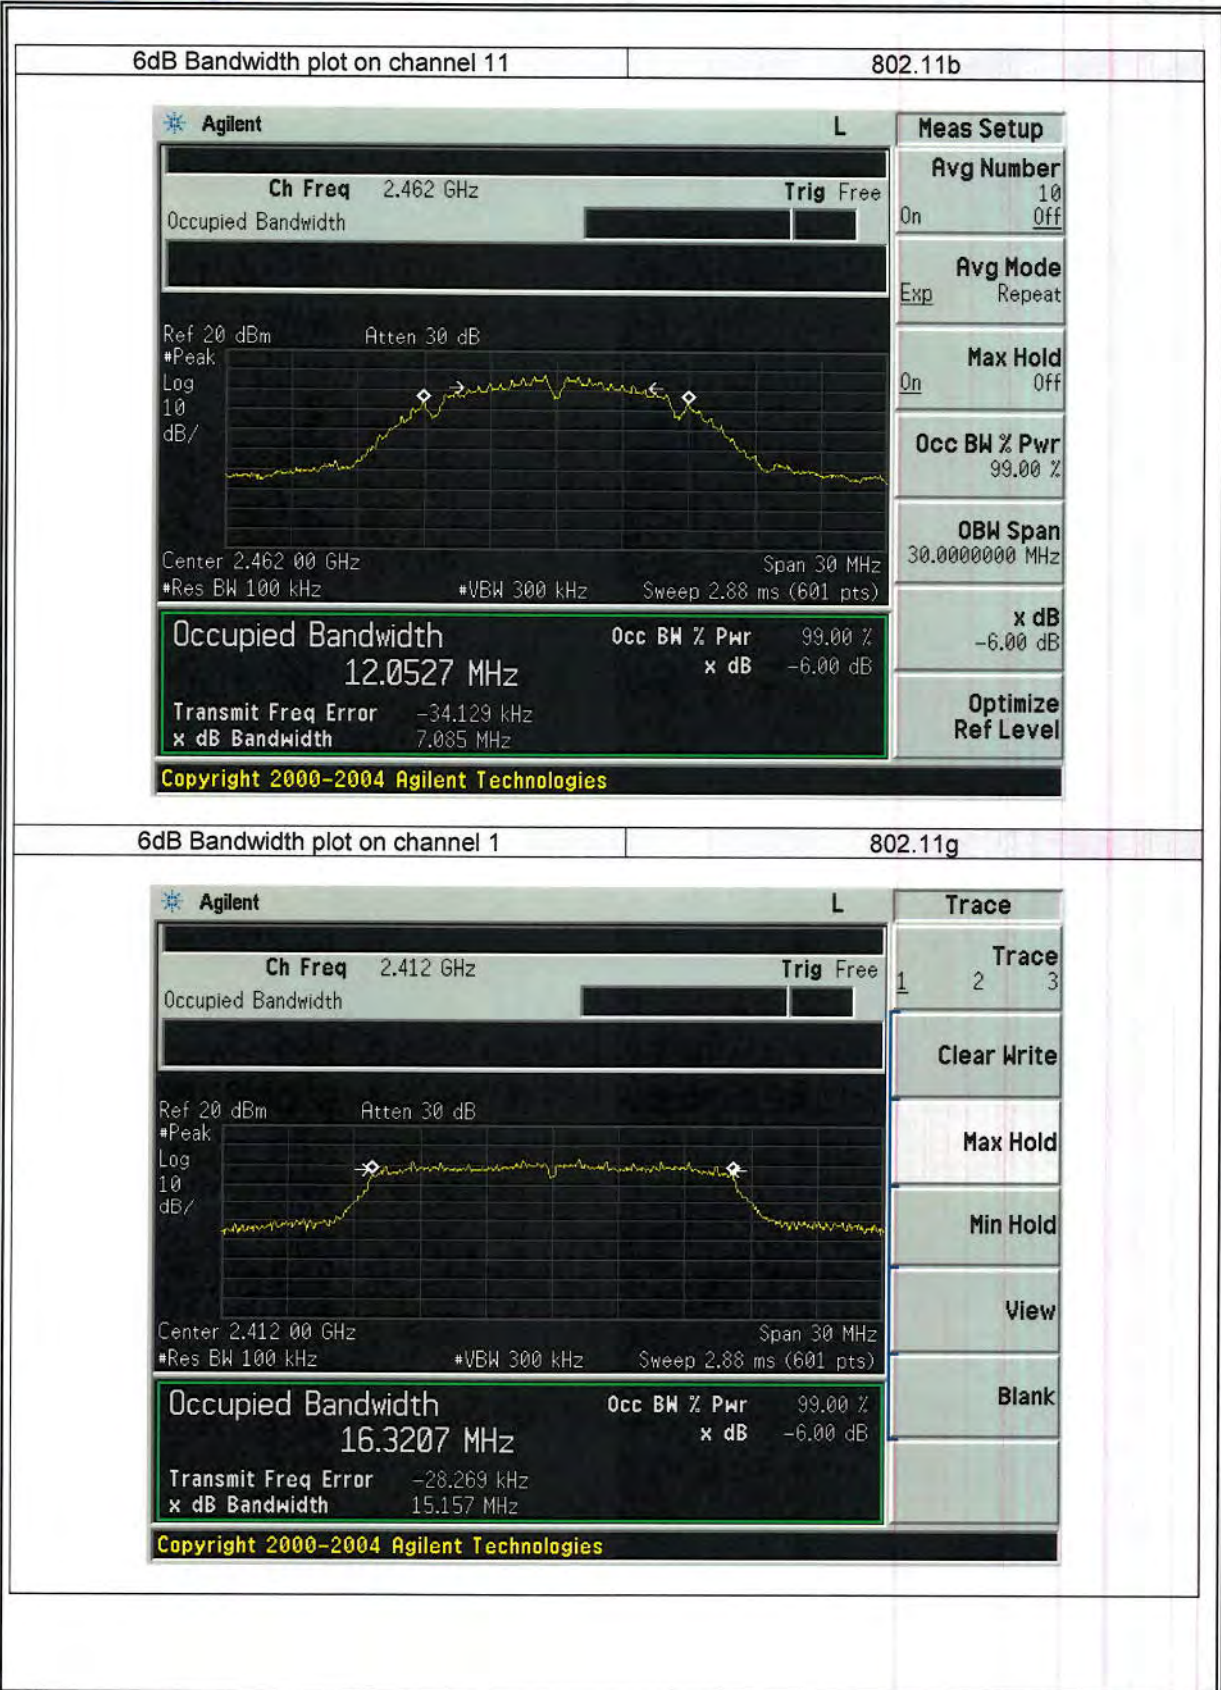 6dB Bandwidth plot on channel 11 802.11b
Agilent L
Meas Setup
Ch Freq 2.462 GHz Trig Free
Occupied Bandwidth
Avg Number
10
On Off
Avg Mode
Exp Repeat
Ref 20 dBm Atten 30 dB
#Peak
Log
10
dB/
Max Hold
On Off
Occ BW % Pwr
99.00 %
OBW Span
30.0000000 MHz
Center 2.462 00 GHz Span 30 MHz
#Res BW 100 kHz #VBW 300 kHz Sweep 2.88 ms (601 pts)
Occupied Bandwidth Occ BW % Pwr 99.00 %
12.0527 MHz x dB -6.00 dB
Transmit Freq Error -34.129 kHz
x dB Bandwidth 7.085 MHz
x dB
-6.00 dB
Optimize
Ref Level
Copyright 2000-2004 Agilent Technologies
6dB Bandwidth plot on channel 1 802.11g
Agilent L
Trace
Ch Freq 2.412 GHz Trig Free
Occupied Bandwidth
Trace
1 2 3
Clear Write
Ref 20 dBm Atten 30 dB
#Peak
Log
10
dB/
Max Hold
Min Hold
View
Center 2.412 00 GHz Span 30 MHz
#Res BW 100 kHz #VBW 300 kHz Sweep 2.88 ms (601 pts)
Blank
Occupied Bandwidth Occ BW % Pwr 99.00 %
16.3207 MHz x dB -6.00 dB
Transmit Freq Error -28.269 kHz
x dB Bandwidth 15.157 MHz
Copyright 2000-2004 Agilent Technologies